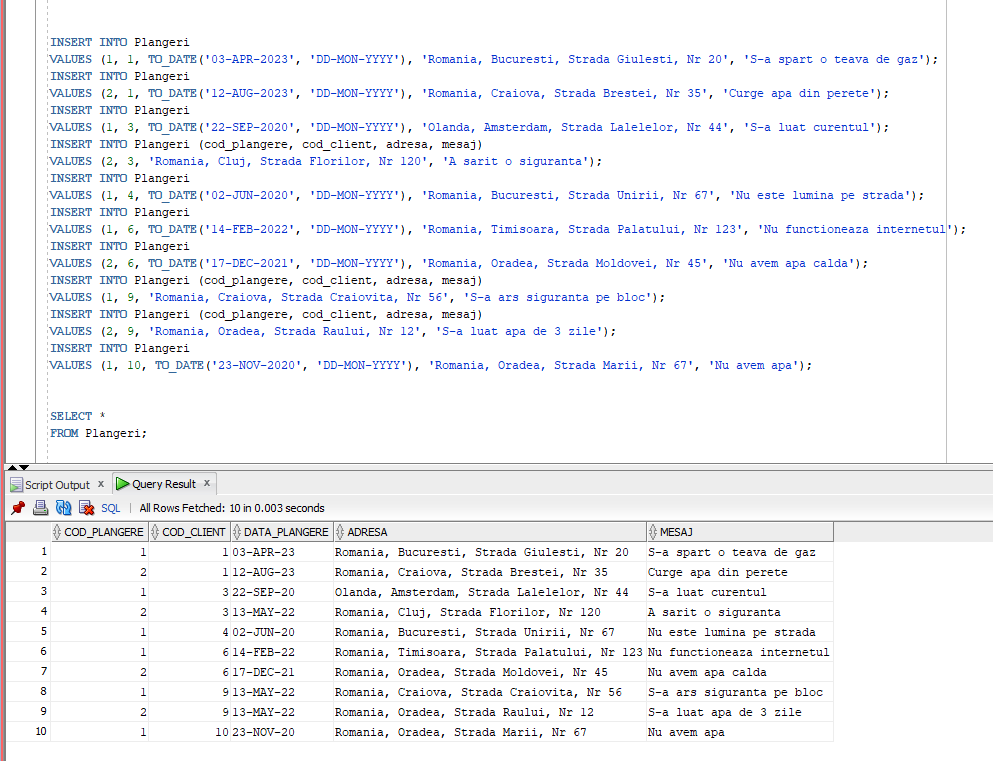 INSERT INTO Plangeri
VALUES (1, 1, TO_DATE('03-APR-2023', 'DD-MON-YYYY'), 'Romania, Bucuresti, Strada Giulesti, Nr 20', 'S-a spart o teava de gaz');
INSERT INTO Plangeri
VALUES (2, 1, TO_DATE('12-AUG-2023', 'DD-MON-YYYY'), 'Romania, Craiova, Strada Brestei, Nr 35', 'Curge apa din perete');
INSERT INTO Plangeri
VALUES (1, 3, TO_DATE('22-SEP-2020', 'DD-MON-YYYY'), 'Olanda, Amsterdam, Strada Lalelelor, Nr 44', 'S-a luat curentul');
INSERT INTO Plangeri (cod_plangere, cod_client, adresa, mesaj)
VALUES (2, 3, 'Romania, Cluj, Strada Florilor, Nr 120', 'A sarit o siguranta');
INSERT INTO Plangeri
VALUES (1, 4, TO_DATE('02-JUN-2020', 'DD-MON-YYYY'), 'Romania, Bucuresti, Strada Unirii, Nr 67', 'Nu este lumina pe strada');
INSERT INTO Plangeri
VALUES (1, 6, TO_DATE('14-FEB-2022', 'DD-MON-YYYY'), 'Romania, Timisoara, Strada Palatului, Nr 123', 'Nu functioneaza internetul');
INSERT INTO Plangeri
VALUES (2, 6, TO_DATE('17-DEC-2021', 'DD-MON-YYYY'), 'Romania, Oradea, Strada Moldovei, Nr 45', 'Nu avem apa calda');
INSERT INTO Plangeri (cod_plangere, cod_client, adresa, mesaj)
VALUES (1, 9, 'Romania, Craiova, Strada Craiovita, Nr 56', 'S-a ars siguranta pe bloc');
INSERT INTO Plangeri (cod_plangere, cod_client, adresa, mesaj)
VALUES (2, 9, 'Romania, Oradea, Strada Raului, Nr 12', 'S-a luat apa de 3 zile');
INSERT INTO Plangeri
VALUES (1, 10, TO_DATE('23-NOV-2020', 'DD-MON-YYYY'), 'Romania, Oradea, Strada Marii, Nr 67', 'Nu avem apa');
SELECT *
FROM Plangeri;
Script Output x Query Result x
SQL | All Rows Fetched: 10 in 0.003 seconds
COD_PLANGERE COD_CLIENT DATA_PLANGERE ADRESA MESAJ
1 1 1 03-APR-23 Romania, Bucuresti, Strada Giulesti, Nr 20 S-a spart o teava de gaz
2 2 1 12-AUG-23 Romania, Craiova, Strada Brestei, Nr 35 Curge apa din perete
3 1 3 22-SEP-20 Olanda, Amsterdam, Strada Lalelelor, Nr 44 S-a luat curentul
4 2 3 13-MAY-22 Romania, Cluj, Strada Florilor, Nr 120 A sarit o siguranta
5 1 4 02-JUN-20 Romania, Bucuresti, Strada Unirii, Nr 67 Nu este lumina pe strada
6 1 6 14-FEB-22 Romania, Timisoara, Strada Palatului, Nr 123 Nu functioneaza internetul
7 2 6 17-DEC-21 Romania, Oradea, Strada Moldovei, Nr 45 Nu avem apa calda
8 1 9 13-MAY-22 Romania, Craiova, Strada Craiovita, Nr 56 S-a ars siguranta pe bloc
9 2 9 13-MAY-22 Romania, Oradea, Strada Raului, Nr 12 S-a luat apa de 3 zile
10 1 10 23-NOV-20 Romania, Oradea, Strada Marii, Nr 67 Nu avem apa